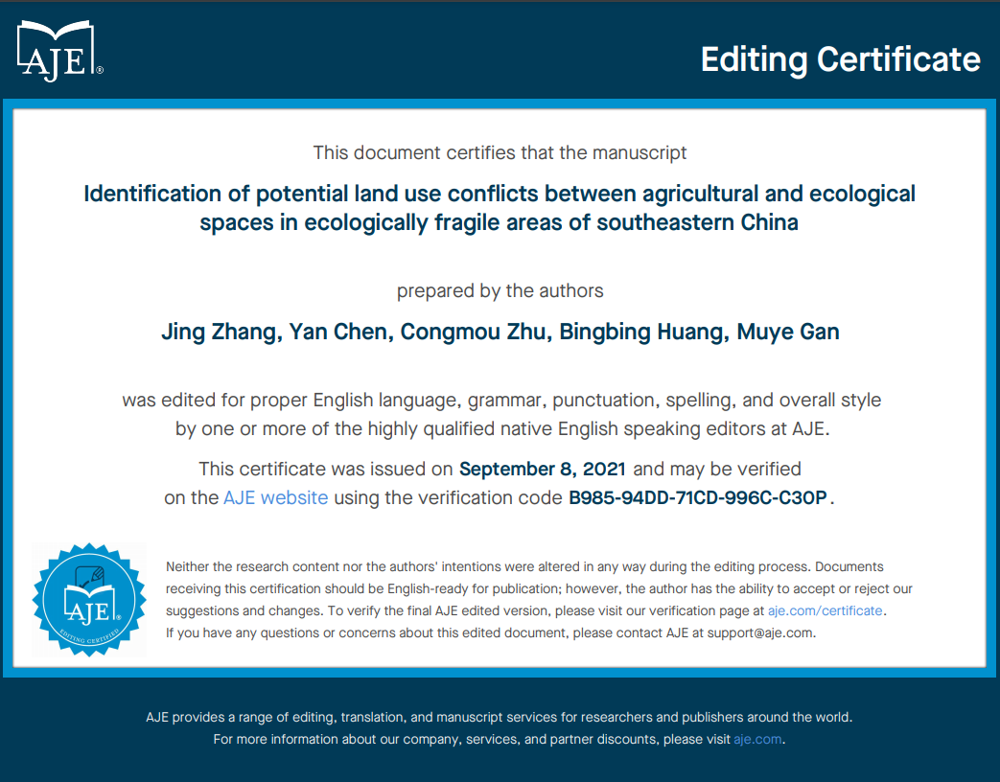 AJE®
Editing Certificate
This document certifies that the manuscript
Identification of potential land use conflicts between agricultural and ecological
spaces in ecologically fragile areas of southeastern China
prepared by the authors
Jing Zhang, Yan Chen, Congmou Zhu, Bingbing Huang, Muye Gan
was edited for proper English language, grammar, punctuation, spelling, and overall style
by one or more of the highly qualified native English speaking editors at AJE.
This certificate was issued on September 8, 2021 and may be verified
on the AJE website using the verification code B985-94DD-71CD-996C-C30P .
AJE®
EDITING CERTIFIED
Neither the research content nor the authors' intentions were altered in any way during the editing process. Documents
receiving this certification should be English-ready for publication; however, the author has the ability to accept or reject our
suggestions and changes. To verify the final AJE edited version, please visit our verification page at aje.com/certificate.
If you have any questions or concerns about this edited document, please contact AJE at support@aje.com.
AJE provides a range of editing, translation, and manuscript services for researchers and publishers around the world.
For more information about our company, services, and partner discounts, please visit aje.com.